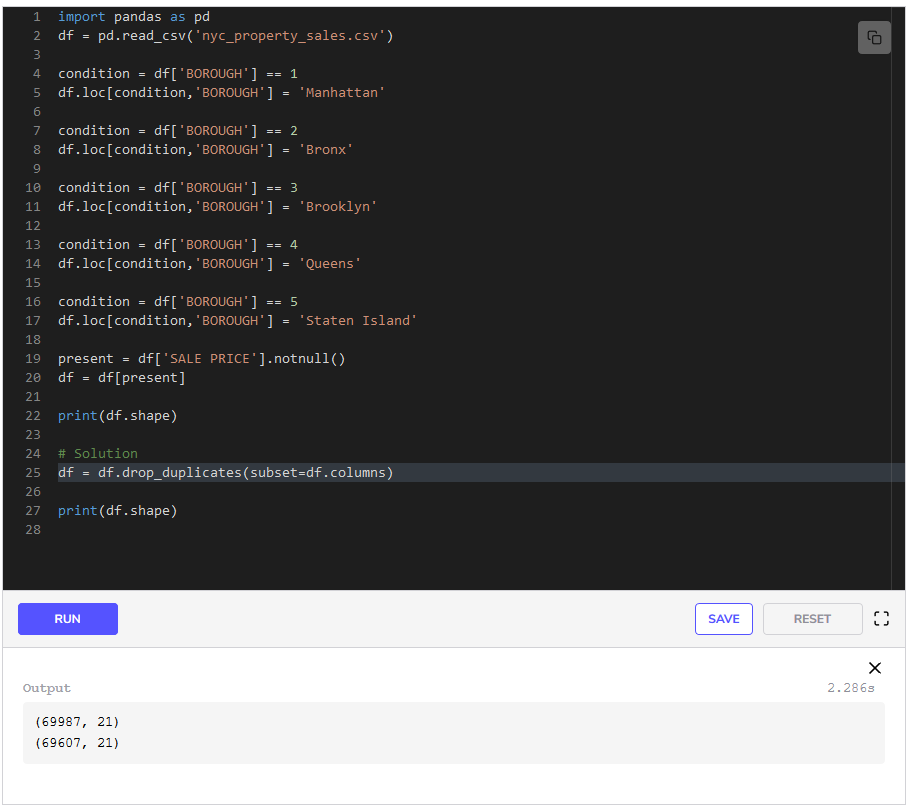 1 import pandas as pd
2 df = pd.read_csv('nyc_property_sales.csv')
3
4 condition = df['BOROUGH'] == 1
5 df.loc[condition,'BOROUGH'] = 'Manhattan'
6
7 condition = df['BOROUGH'] == 2
8 df.loc[condition,'BOROUGH'] = 'Bronx'
9
10 condition = df['BOROUGH'] == 3
11 df.loc[condition,'BOROUGH'] = 'Brooklyn'
12
13 condition = df['BOROUGH'] == 4
14 df.loc[condition,'BOROUGH'] = 'Queens'
15
16 condition = df['BOROUGH'] == 5
17 df.loc[condition,'BOROUGH'] = 'Staten Island'
18
19 present = df['SALE PRICE'].notnull()
20 df = df[present]
21
22 print(df.shape)
23
24 # Solution
25 df = df.drop_duplicates(subset=df.columns)
26
27 print(df.shape)
28
RUN SAVE RESET
Output 2.286s
(69987, 21)
(69607, 21)